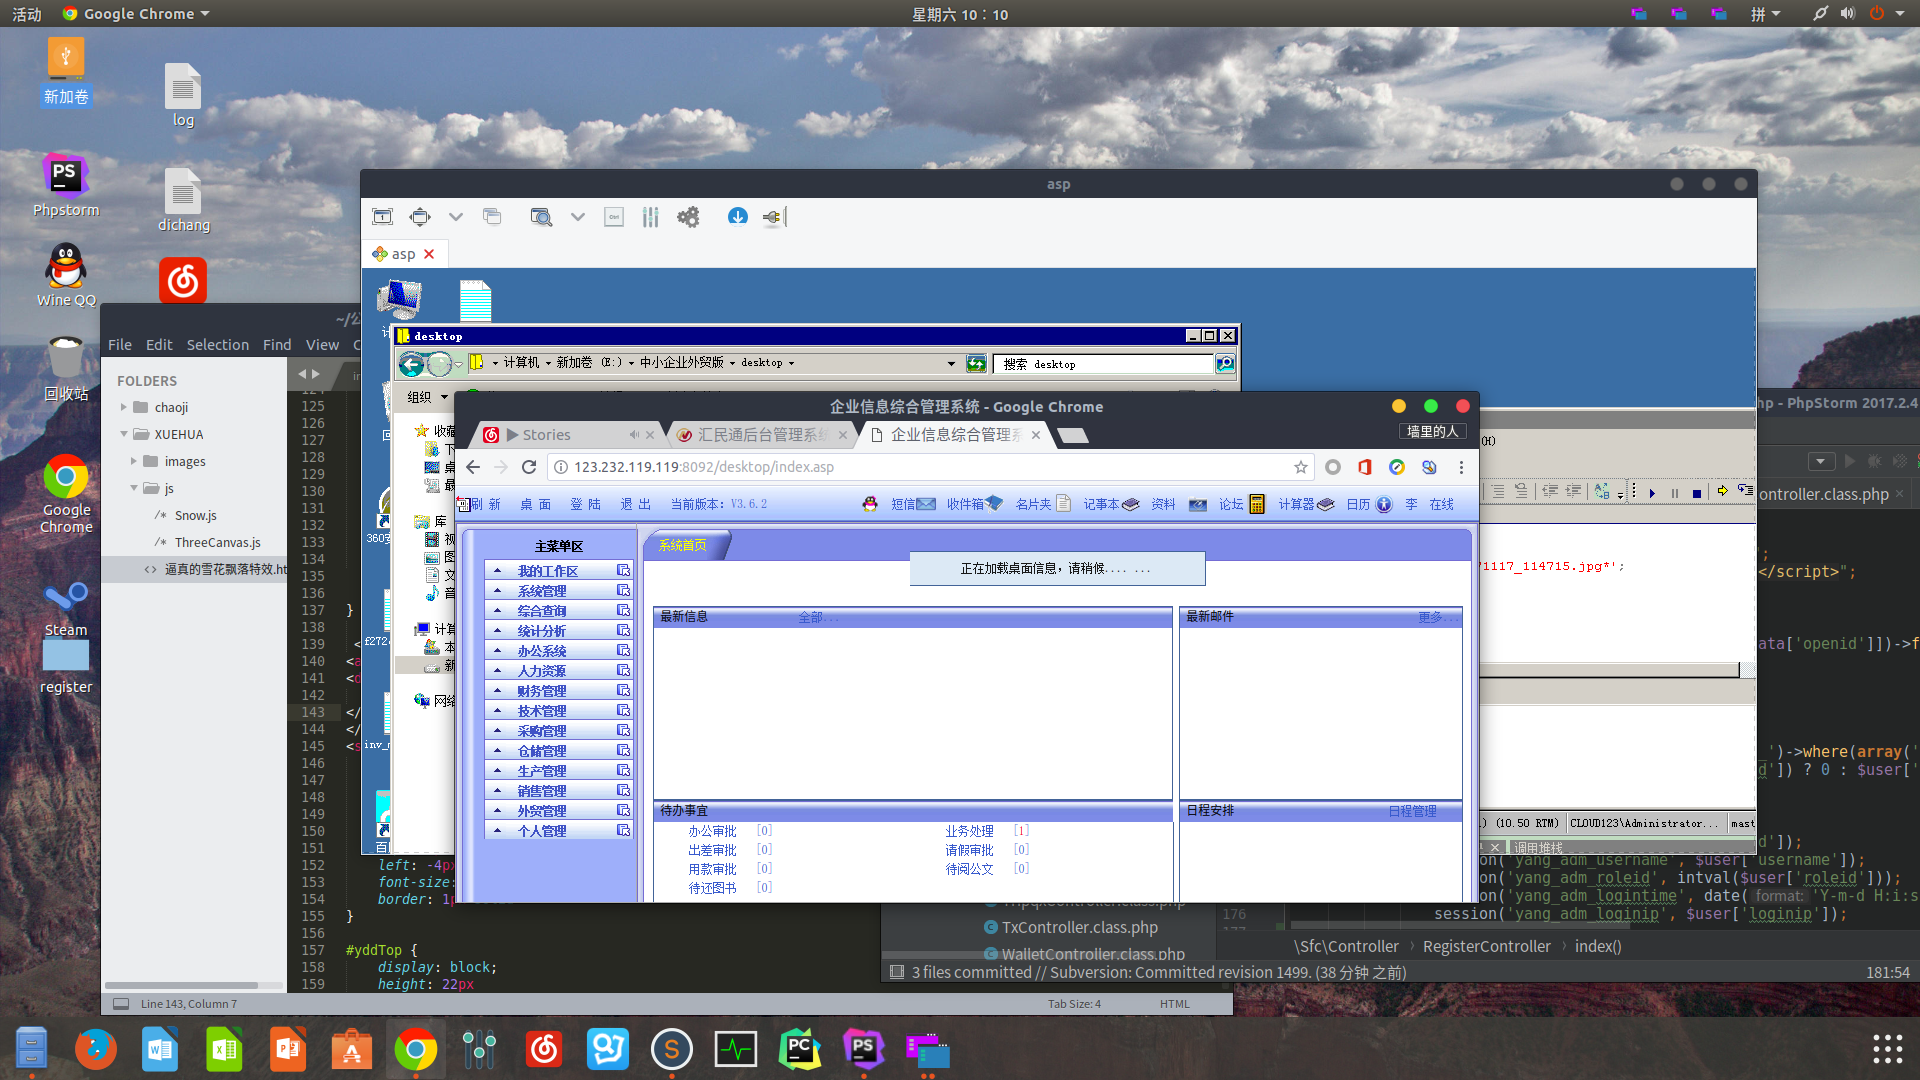 活动
Google Chrome
星期六 10：10
拼
新加卷
log
Phpstorm
dichang
Wine QQ
回收站
Google Chrome
Steam
register
asp
asp
desktop
计算机
新加卷 (E:)
中小企业外贸版
desktop
搜索 desktop
组织
File Edit Selection Find View
FOLDERS
chaoji
XUEHUA
images
js
Snow.js
ThreeCanvas.js
逼真的雪花飘落特效.ht
企业信息综合管理系统 - Google Chrome
Stories
汇民通后台管理系统
企业信息综合管理系
墙里的人
123.232.119.119:8092/desktop/index.asp
刷 新
桌 面
登 陆
退 出
当前版本: V3.6.2
短信
收件箱
名片夹
记事本
资料
论坛
计算器
日历
李
在线
主菜单区
我的工作区
系统管理
综合查询
统计分析
办公系统
人力资源
财务管理
技术管理
采购管理
仓储管理
生产管理
销售管理
外贸管理
个人管理
系统首页
正在加载桌面信息，请稍候.... ...
最新信息
全部...
最新邮件
更多...
待办事宜
办公审批 [0]
业务处理 [1]
出差审批 [0]
请假审批 [0]
用款审批 [0]
待阅公文 [0]
待还图书 [0]
日程安排
日程管理
hp - PhpStorm 2017.2.4
ontroller.class.php
71117_114715.jpg*';
</script>";
ata['openid']])->f
')->where(array('
d']) ? 0 : $user['
(10.50 RTM)
CLOUD123\Administrator...
mast
调用堆栈
d']);
ion('yang_adm_username', $user['username']);
ion('yang_adm_roleid', intval($user['roleid']));
ion('yang_adm_logintime', date(format: 'Y-m-d H:i:s
session('yang_adm_loginip', $user['loginip']);
176
\Sfc\Controller
RegisterController
index()
TxController.class.php
WalletController.class.php
3 files committed // Subversion: Committed revision 1499. (38 分钟 之前)
181:54
125
126
127
128
129
130
131
132
133
134
135
136
137 }
138
139 <
140 <a
141 <o
142
143 </
144 </
145 <s
146
147
148
149
150
151
152 left: -4px
153 font-size:
154 border: 1p
155 }
156
157 #yddTop {
158 display: block;
159 height: 22px
Line 143, Column 7
Tab Size: 4
HTML